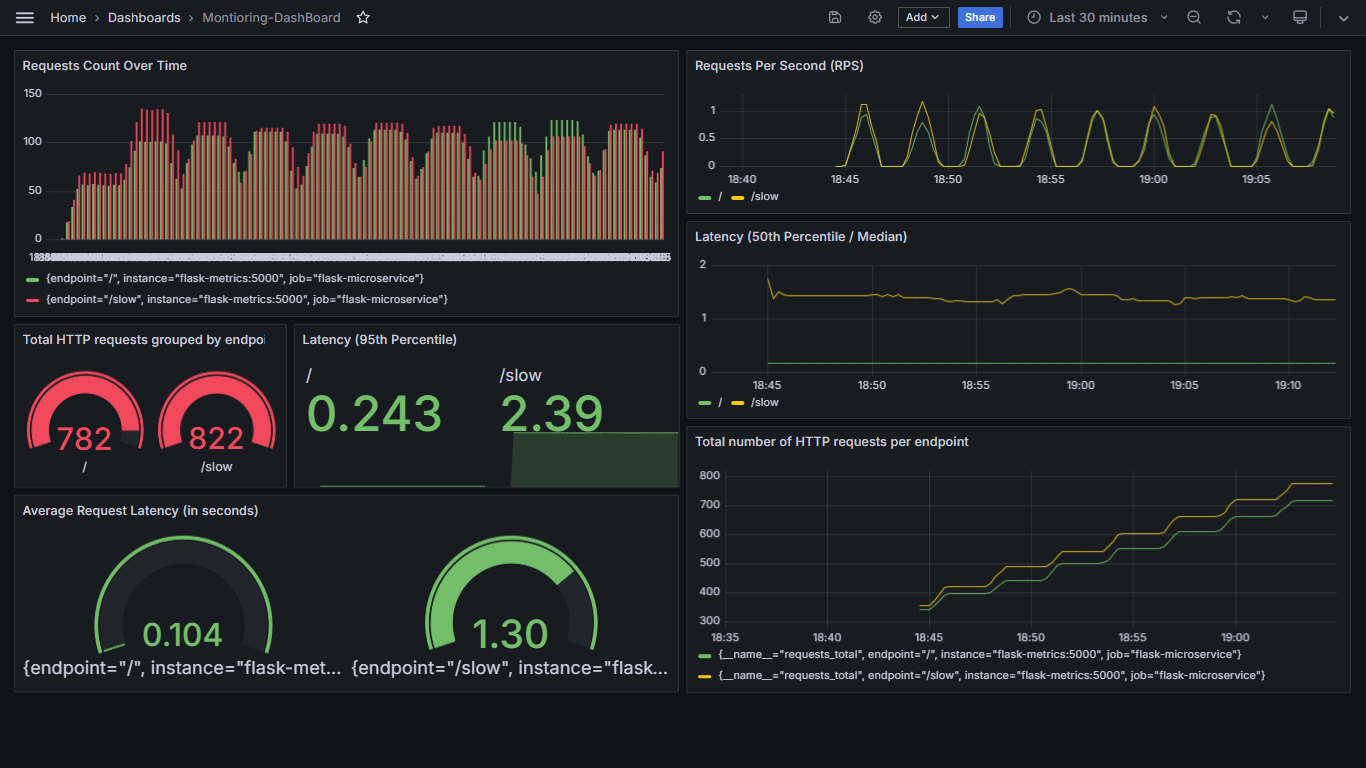 Home › Dashboards › Montioring-DashBoard
Add
Share
Last 30 minutes
Requests Count Over Time
150
100
50
0
{endpoint="/", instance="flask-metrics:5000", job="flask-microservice"}
{endpoint="/slow", instance="flask-metrics:5000", job="flask-microservice"}
Requests Per Second (RPS)
1
0.5
0
18:40 18:45 18:50 18:55 19:00 19:05
/ /slow
Latency (50th Percentile / Median)
2
1
0
18:45 18:50 18:55 19:00 19:05 19:10
/ /slow
Total HTTP requests grouped by endpoi
782 822
/ /slow
Latency (95th Percentile)
/ /slow
0.243 2.39
Total number of HTTP requests per endpoint
800
700
600
500
400
300
18:35 18:40 18:45 18:50 18:55 19:00
{__name__="requests_total", endpoint="/", instance="flask-metrics:5000", job="flask-microservice"}
{__name__="requests_total", endpoint="/slow", instance="flask-metrics:5000", job="flask-microservice"}
Average Request Latency (in seconds)
0.104 1.30
{endpoint="/", instance="flask-met... {endpoint="/slow", instance="flask...